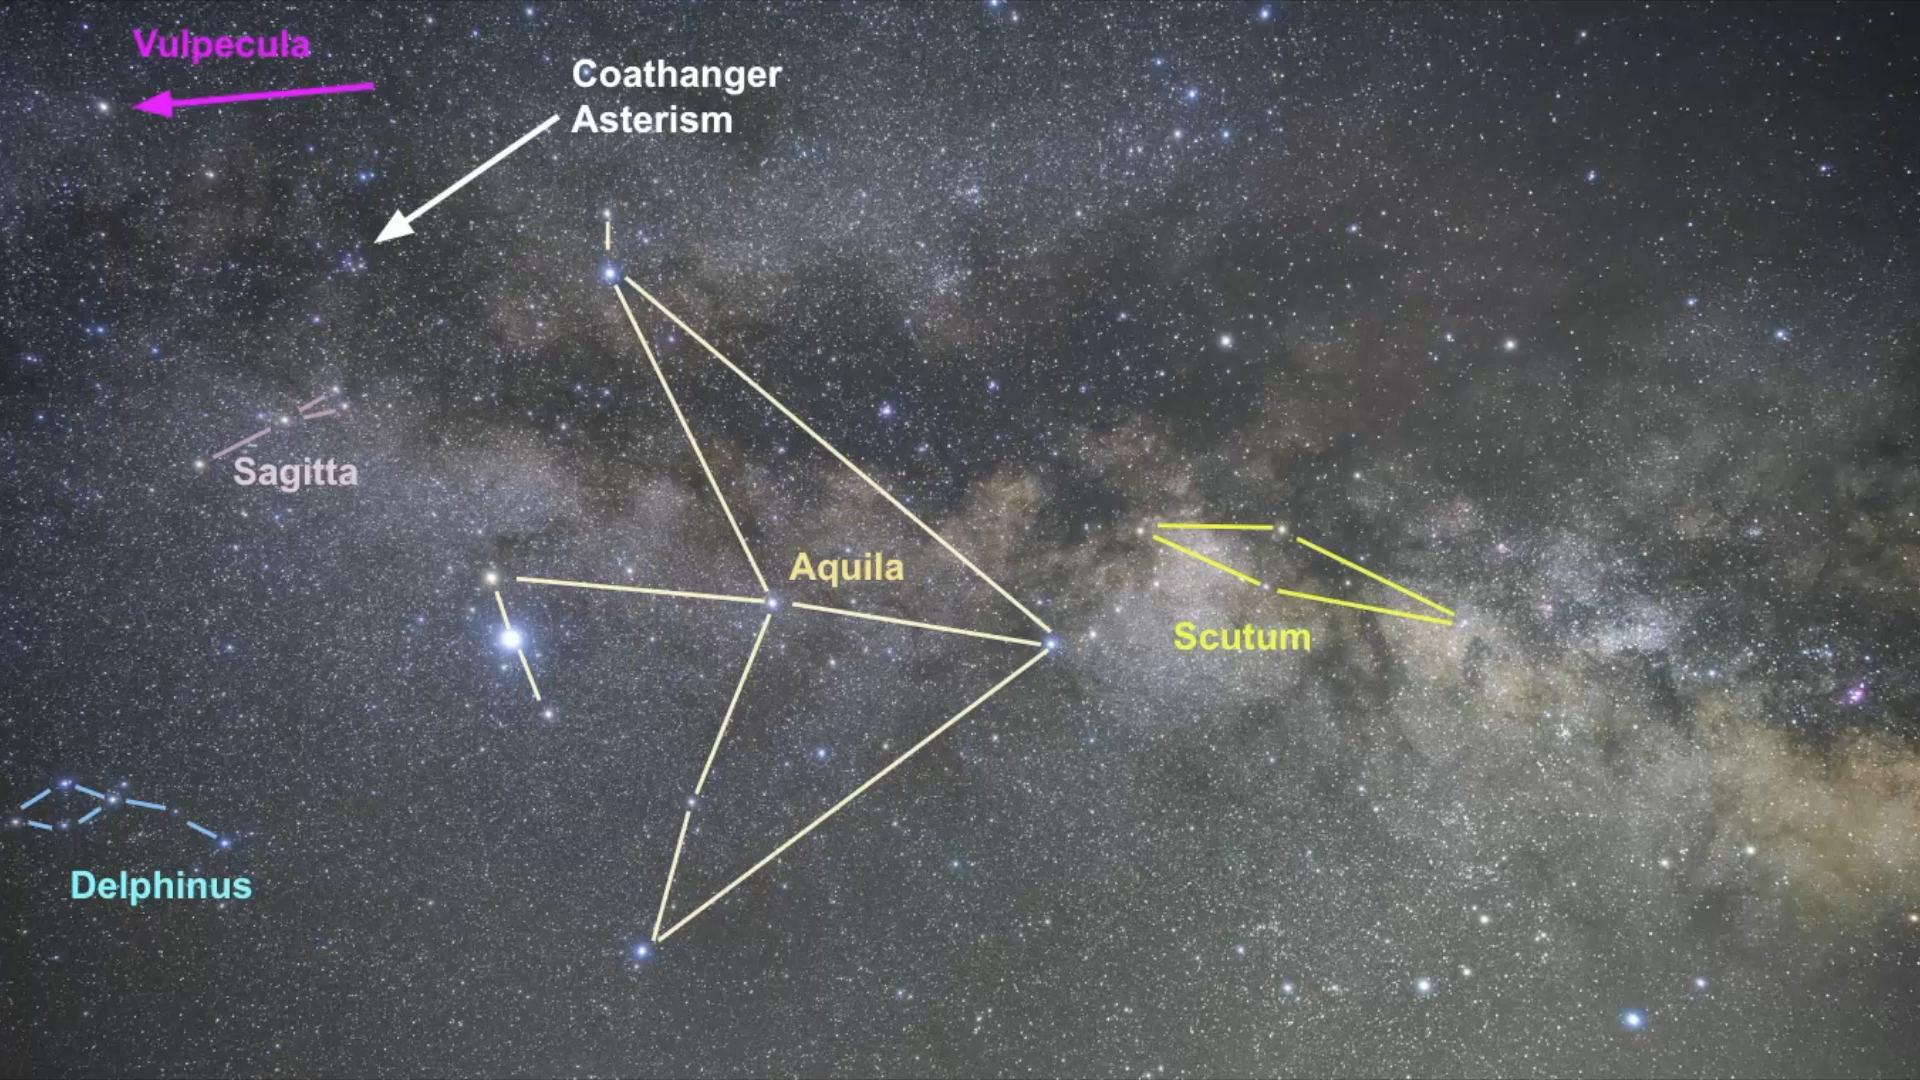 Vulpecula
Coathanger
Asterism
Sagitta
Aquila
Scutum
Delphinus